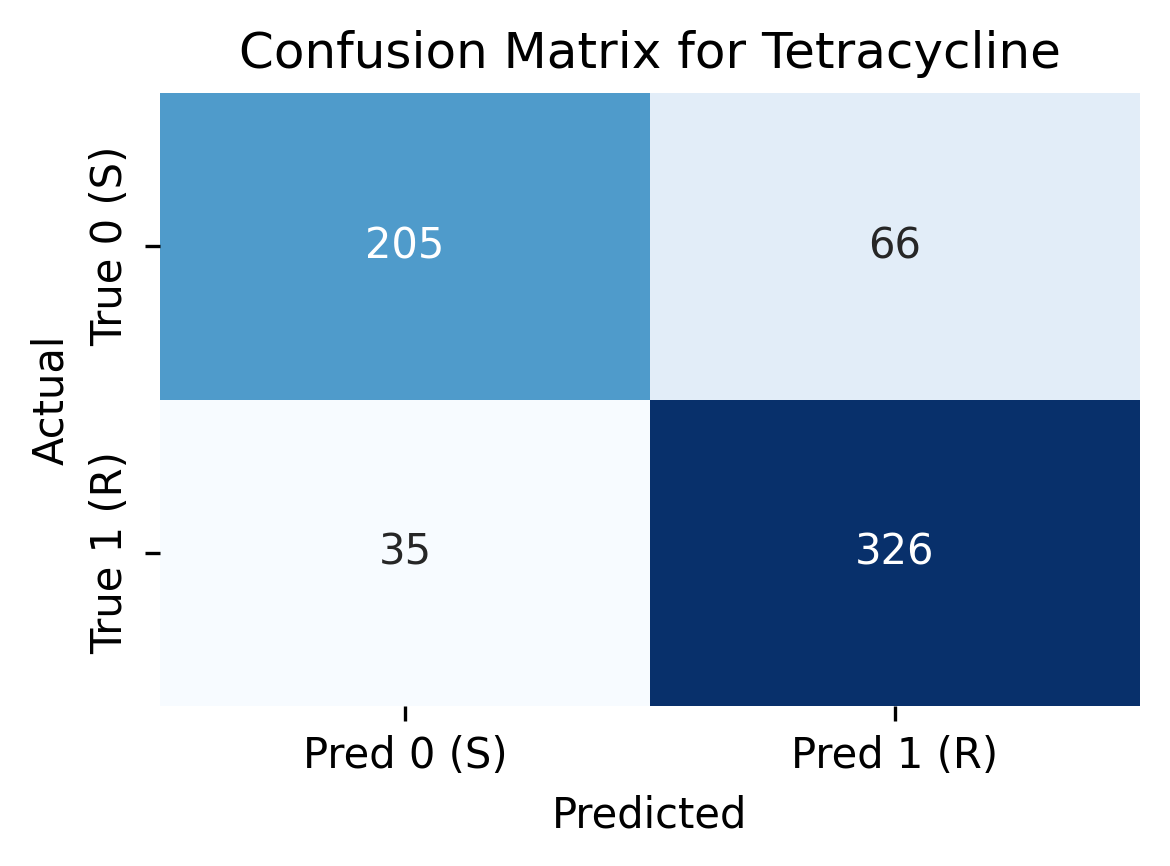 Confusion Matrix for Tetracycline
Actual
True 0 (S)
205
66
True 1 (R)
35
326
Pred 0 (S)
Pred 1 (R)
Predicted